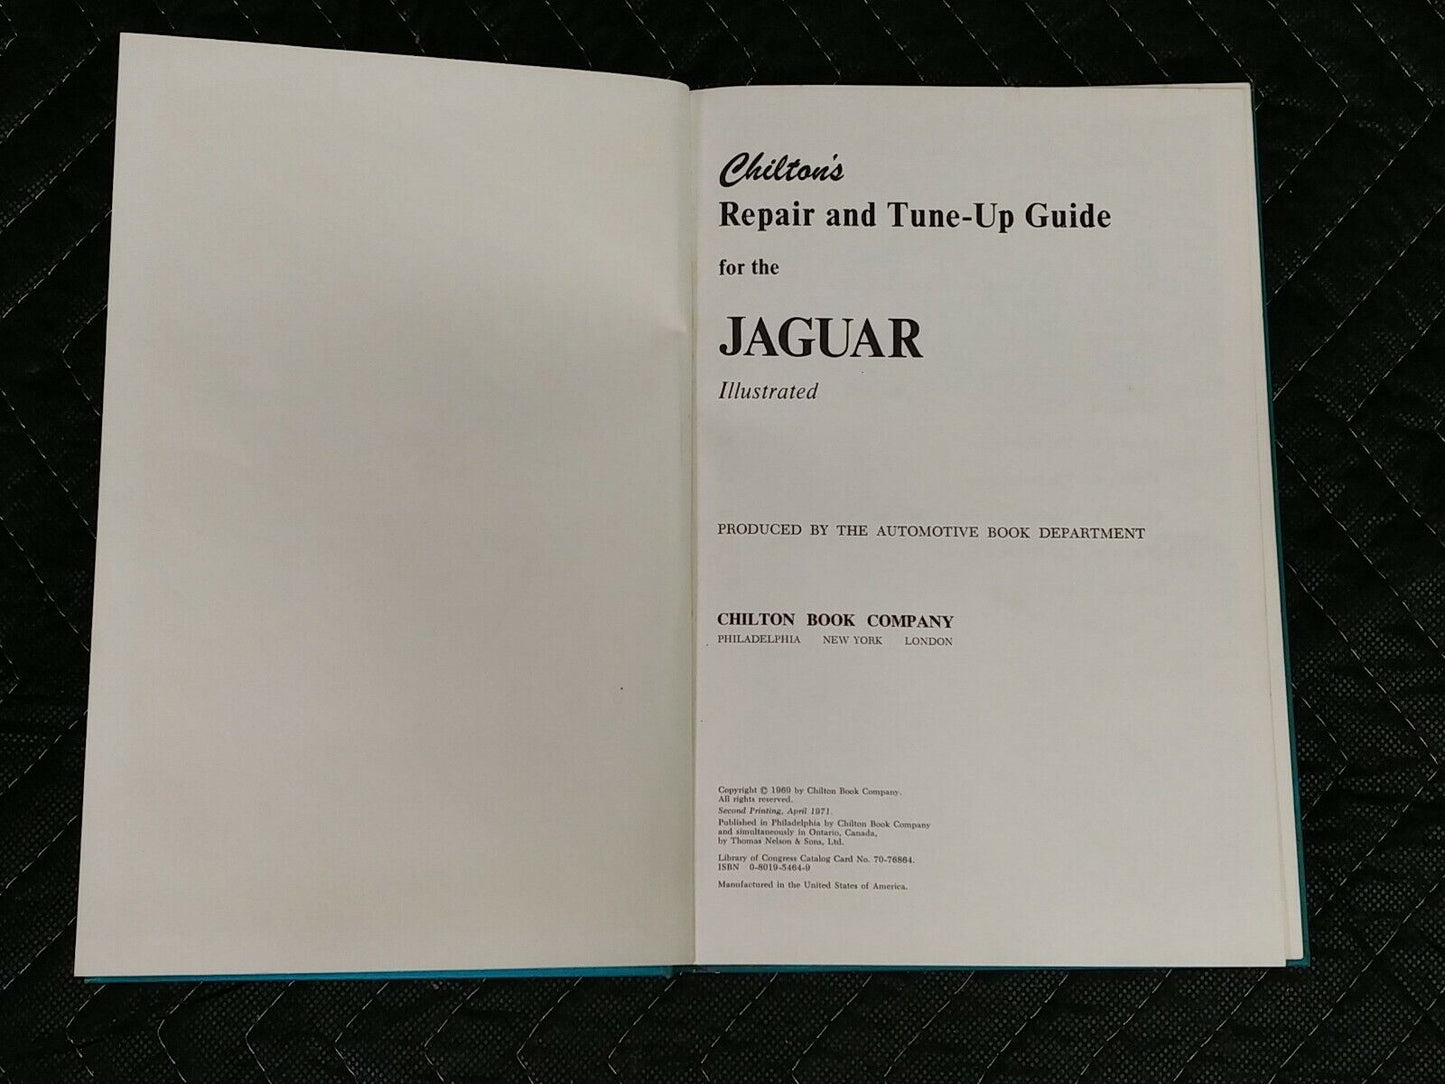 Chilton's
Repair and Tune-Up Guide
for the
JAGUAR
Illustrated
PRODUCED BY THE AUTOMOTIVE BOOK DEPARTMENT
CHILTON BOOK COMPANY
PHILADELPHIA NEW YORK LONDON
Copyright © 1969 by Chilton Book Company.
All rights reserved.
Second Printing, April 1971.
Published in Philadelphia by Chilton Book Company
and simultaneously in Ontario, Canada,
by Thomas Nelson & Sons, Ltd.
Library of Congress Catalog Card No. 70-76864.
ISBN 0-8019-5464-9
Manufactured in the United States of America.